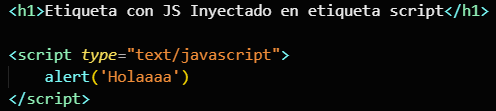 <h1>Etiqueta con JS Inyectado en etiqueta script</h1>
<script type="text/javascript">
alert('Holaaaa')
</script>